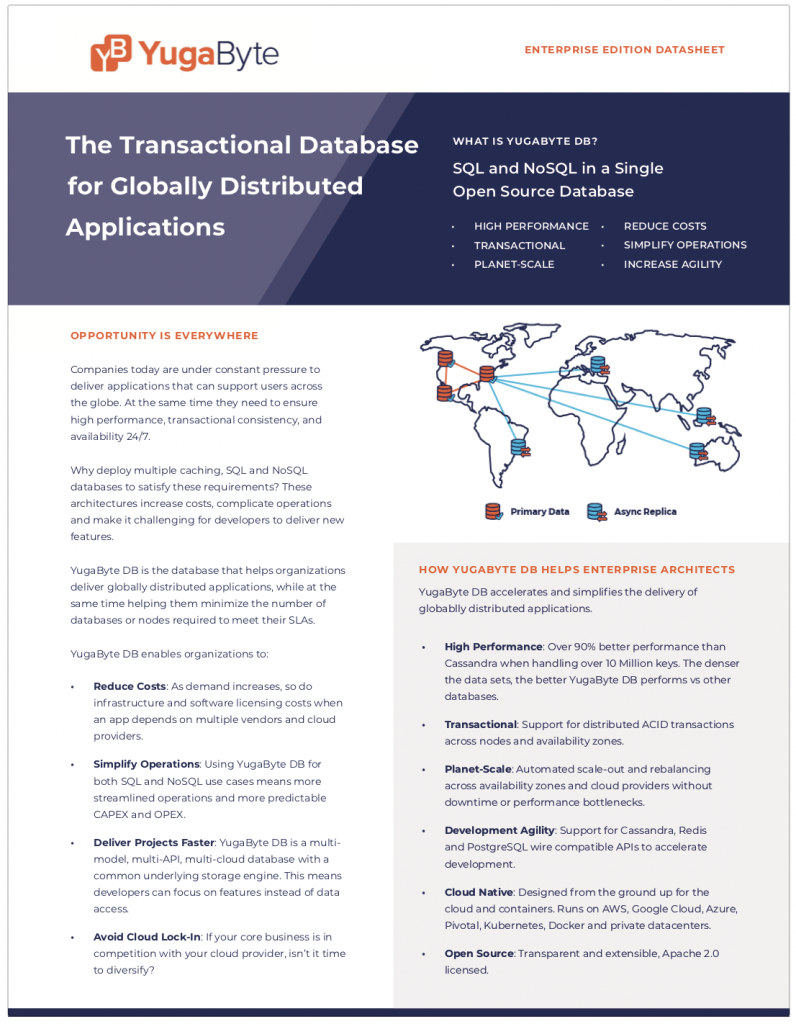 YB YugaByte
ENTERPRISE EDITION DATASHEET
The Transactional Database
for Globally Distributed
Applications
WHAT IS YUGABYTE DB?
SQL and NoSQL in a Single
Open Source Database
• HIGH PERFORMANCE
• TRANSACTIONAL
• PLANET-SCALE
• REDUCE COSTS
• SIMPLIFY OPERATIONS
• INCREASE AGILITY
OPPORTUNITY IS EVERYWHERE
Companies today are under constant pressure to
deliver applications that can support users across
the globe. At the same time they need to ensure
high performance, transactional consistency, and
availability 24/7.
Why deploy multiple caching, SQL and NoSQL
databases to satisfy these requirements? These
architectures increase costs, complicate operations
and make it challenging for developers to deliver new
features.
YugaByte DB is the database that helps organizations
deliver globally distributed applications, while at the
same time helping them minimize the number of
databases or nodes required to meet their SLAs.
YugaByte DB enables organizations to:
• Reduce Costs: As demand increases, so do
infrastructure and software licensing costs when
an app depends on multiple vendors and cloud
providers.
• Simplify Operations: Using YugaByte DB for
both SQL and NoSQL use cases means more
streamlined operations and more predictable
CAPEX and OPEX.
• Deliver Projects Faster: YugaByte DB is a multi-
model, multi-API, multi-cloud database with a
common underlying storage engine. This means
developers can focus on features instead of data
access.
• Avoid Cloud Lock-In: If your core business is in
competition with your cloud provider, isn't it time
to diversify?
Primary Data
Async Replica
HOW YUGABYTE DB HELPS ENTERPRISE ARCHITECTS
YugaByte DB accelerates and simplifies the delivery of
globablly distributed applications.
• High Performance: Over 90% better performance than
Cassandra when handling over 10 Million keys. The denser
the data sets, the better YugaByte DB performs vs other
databases.
• Transactional: Support for distributed ACID transactions
across nodes and availability zones.
• Planet-Scale: Automated scale-out and rebalancing
across availability zones and cloud providers without
downtime or performance bottlenecks.
• Development Agility: Support for Cassandra, Redis
and PostgreSQL wire compatible APIs to accelerate
development.
• Cloud Native: Designed from the ground up for the
cloud and containers. Runs on AWS, Google Cloud, Azure,
Pivotal, Kubernetes, Docker and private datacenters.
• Open Source: Transparent and extensible, Apache 2.0
licensed.